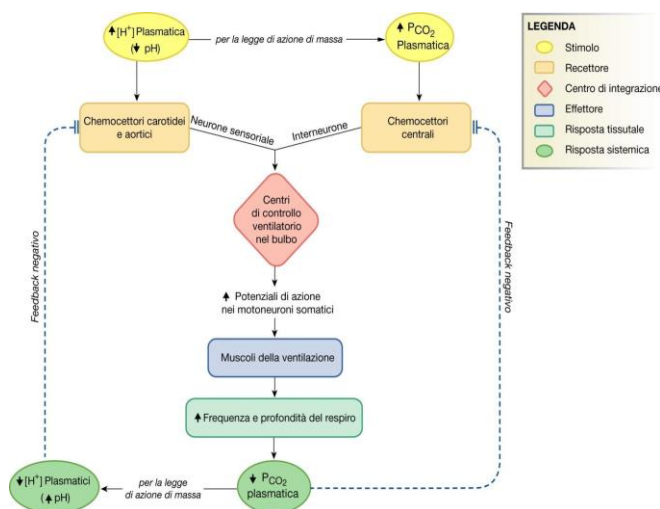 ↑ [H⁺] Plasmatica
(↓ pH)
per la legge di azione di massa
↑ PCO₂
Plasmatica
LEGENDA
Stimolo
Recettore
Centro di integrazione
Effettore
Risposta tissutale
Risposta sistemica
Chemocettori carotidei
e aortici
Neurone sensoriale
Interneurone
Chemocettori
centrali
Centri
di controllo
ventilatorio
nel bulbo
Feedback negativo
Feedback negativo
↑ Potenziali di azione
nei motoneuroni somatici
Muscoli della ventilazione
↑ Frequenza e profondità del respiro
↓ [H⁺] Plasmatici
(↑ pH)
per la legge
di azione di massa
↓ PCO₂
plasmatica